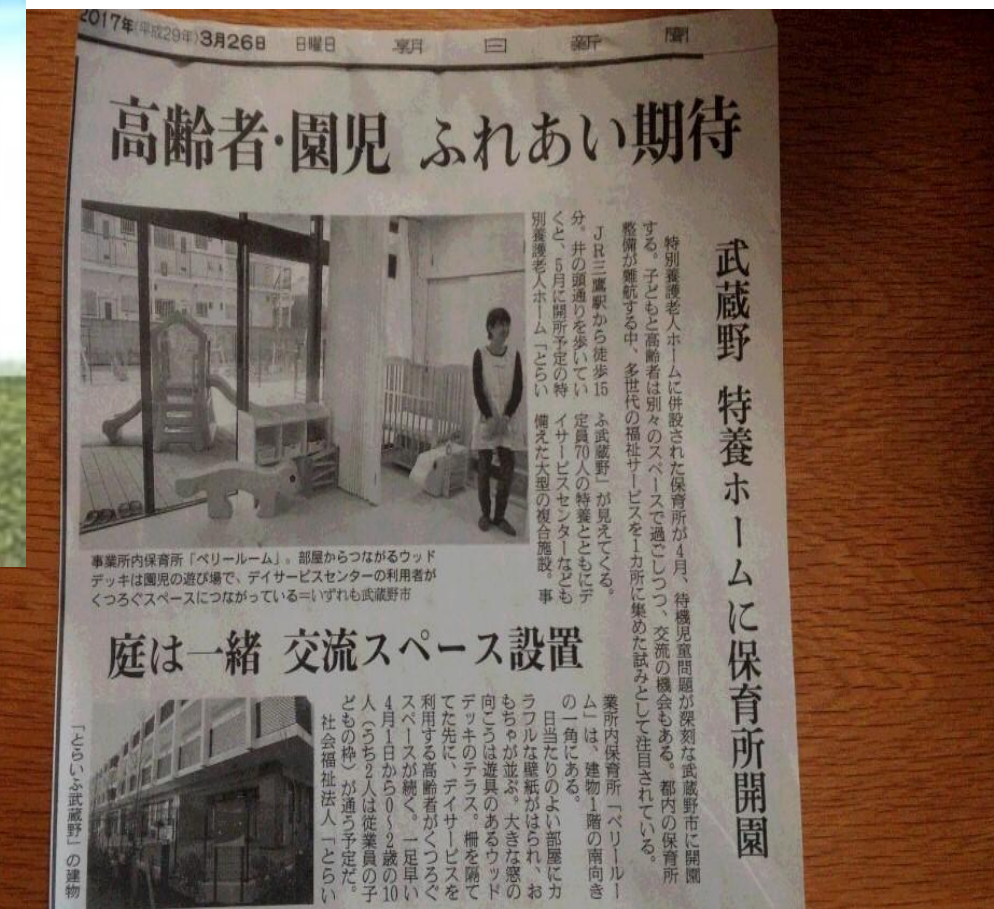 2017年(平成29年)3月26日 日曜日 朝日新聞
高齢者・園児 ふれあい期待
武蔵野 特養ホームに保育所開園
特別養護老人ホームに併設された保育所が4月、待機児童問題が深刻な武蔵野市に開園
する。子どもと高齢者は別々のスペースで過ごしつつ、交流の機会もある。都内の保育所
整備が難航する中、多世代の福祉サービスを1カ所に集めた試みとして注目されている。
JR三鷹駅から徒歩15
分。井の頭通りを歩いてい
くと、5月に開所予定の特
別養護老人ホーム「とらい
ふ武蔵野」が見えてくる。
定員70人の特養とともにデ
イサービスセンターなども
備えた大型の複合施設。事
業所内保育所「ベリールー
ム」は、建物1階の南向き
の一角にある。
日当たりのよい部屋にカ
ラフルな壁紙がはられ、お
もちゃが並ぶ。大きな窓の
向こうは遊具のあるウッド
デッキのテラス。柵を隔て
てた先に、デイサービスを
利用する高齢者がくつろぐ
スペースが続く。一足早い
4月1日から0~2歳の10
人(うち2人は従業員の子
どもの枠)が通う予定だ。
社会福祉法人「とらい
事業所内保育所「ベリールーム」。部屋からつながるウッド
デッキは園児の遊び場で、デイサービスセンターの利用者が
くつろぐスペースにつながっている=いずれも武蔵野市
庭は一緒 交流スペース設置
「とらいふ武蔵野」の建物